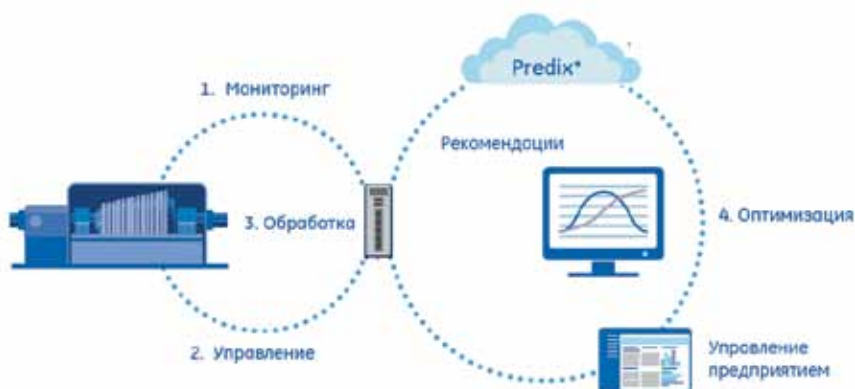 Predix*
1. Мониторинг
Рекомендации
3. Обработка
4. Оптимизация
2. Управление
Управление
предприятием